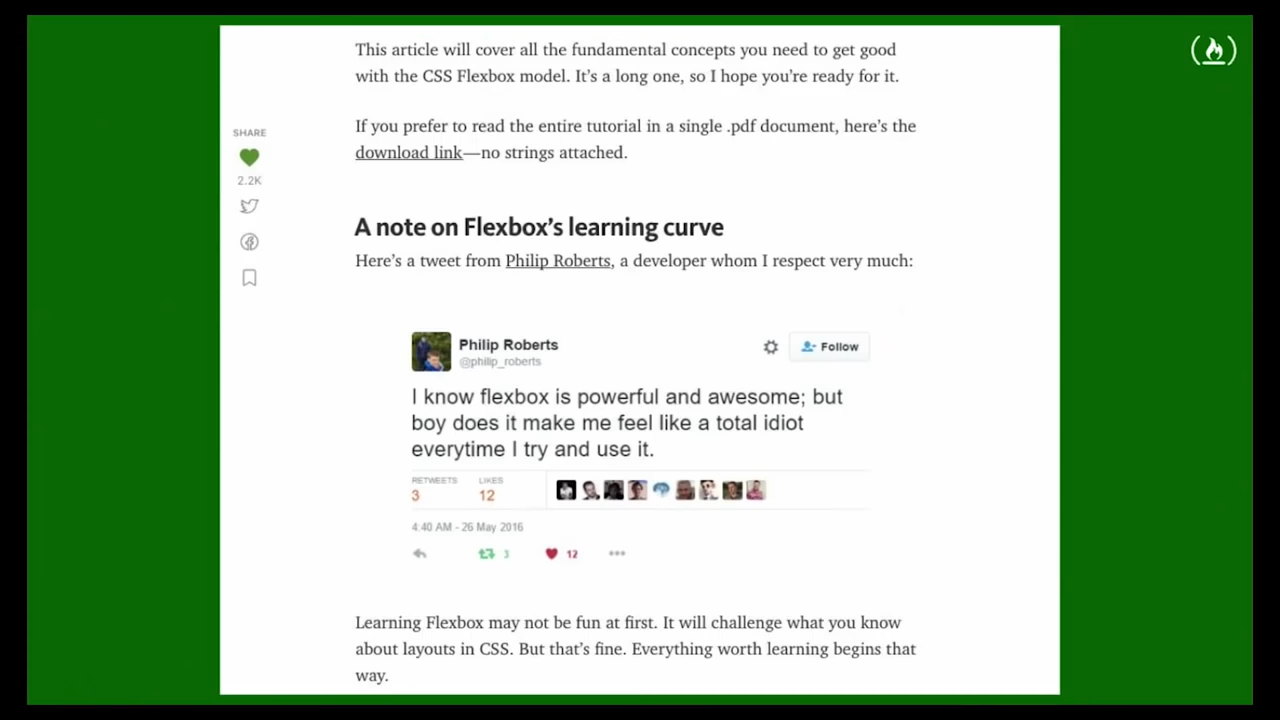 This article will cover all the fundamental concepts you need to get good
with the CSS Flexbox model. It's a long one, so I hope you're ready for it.
If you prefer to read the entire tutorial in a single .pdf document, here's the
download link—no strings attached.
SHARE
2.2K
A note on Flexbox's learning curve
Here's a tweet from Philip Roberts, a developer whom I respect very much:
Philip Roberts
@philip_roberts
Follow
I know flexbox is powerful and awesome; but
boy does it make me feel like a total idiot
everytime I try and use it.
RETWEETS LIKES
3 12
4:40 AM - 26 May 2016
3 12
Learning Flexbox may not be fun at first. It will challenge what you know
about layouts in CSS. But that's fine. Everything worth learning begins that
way.